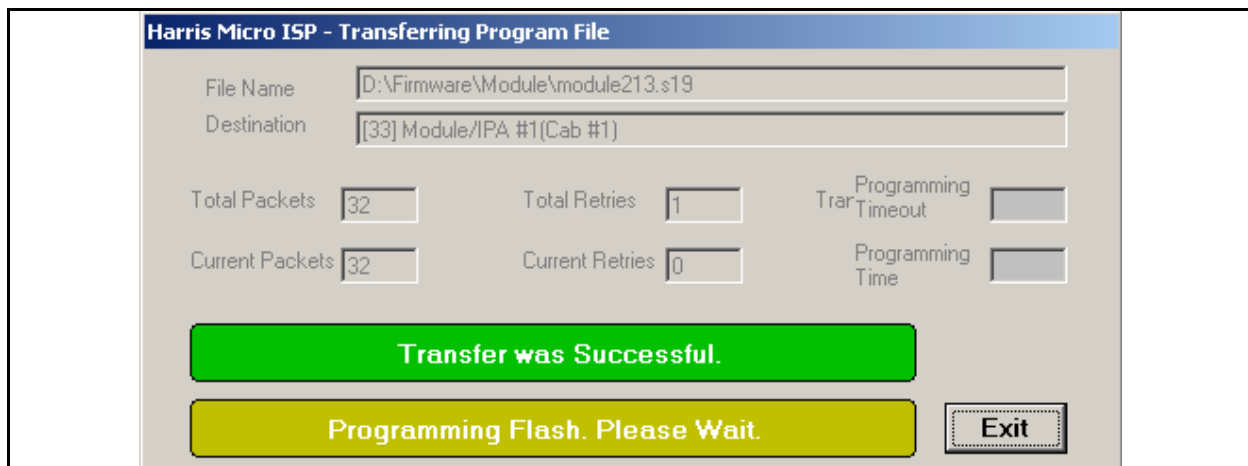 Harris Micro ISP - Transferring Program File
File Name D:\Firmware\Module\module213.s19
Destination [33] Module/IPA #1(Cab #1)
Total Packets 32 Total Retries 1 Tran Programming Timeout
Current Packets 32 Current Retries 0 Programming Time
Transfer was Successful.
Programming Flash. Please Wait.
Exit